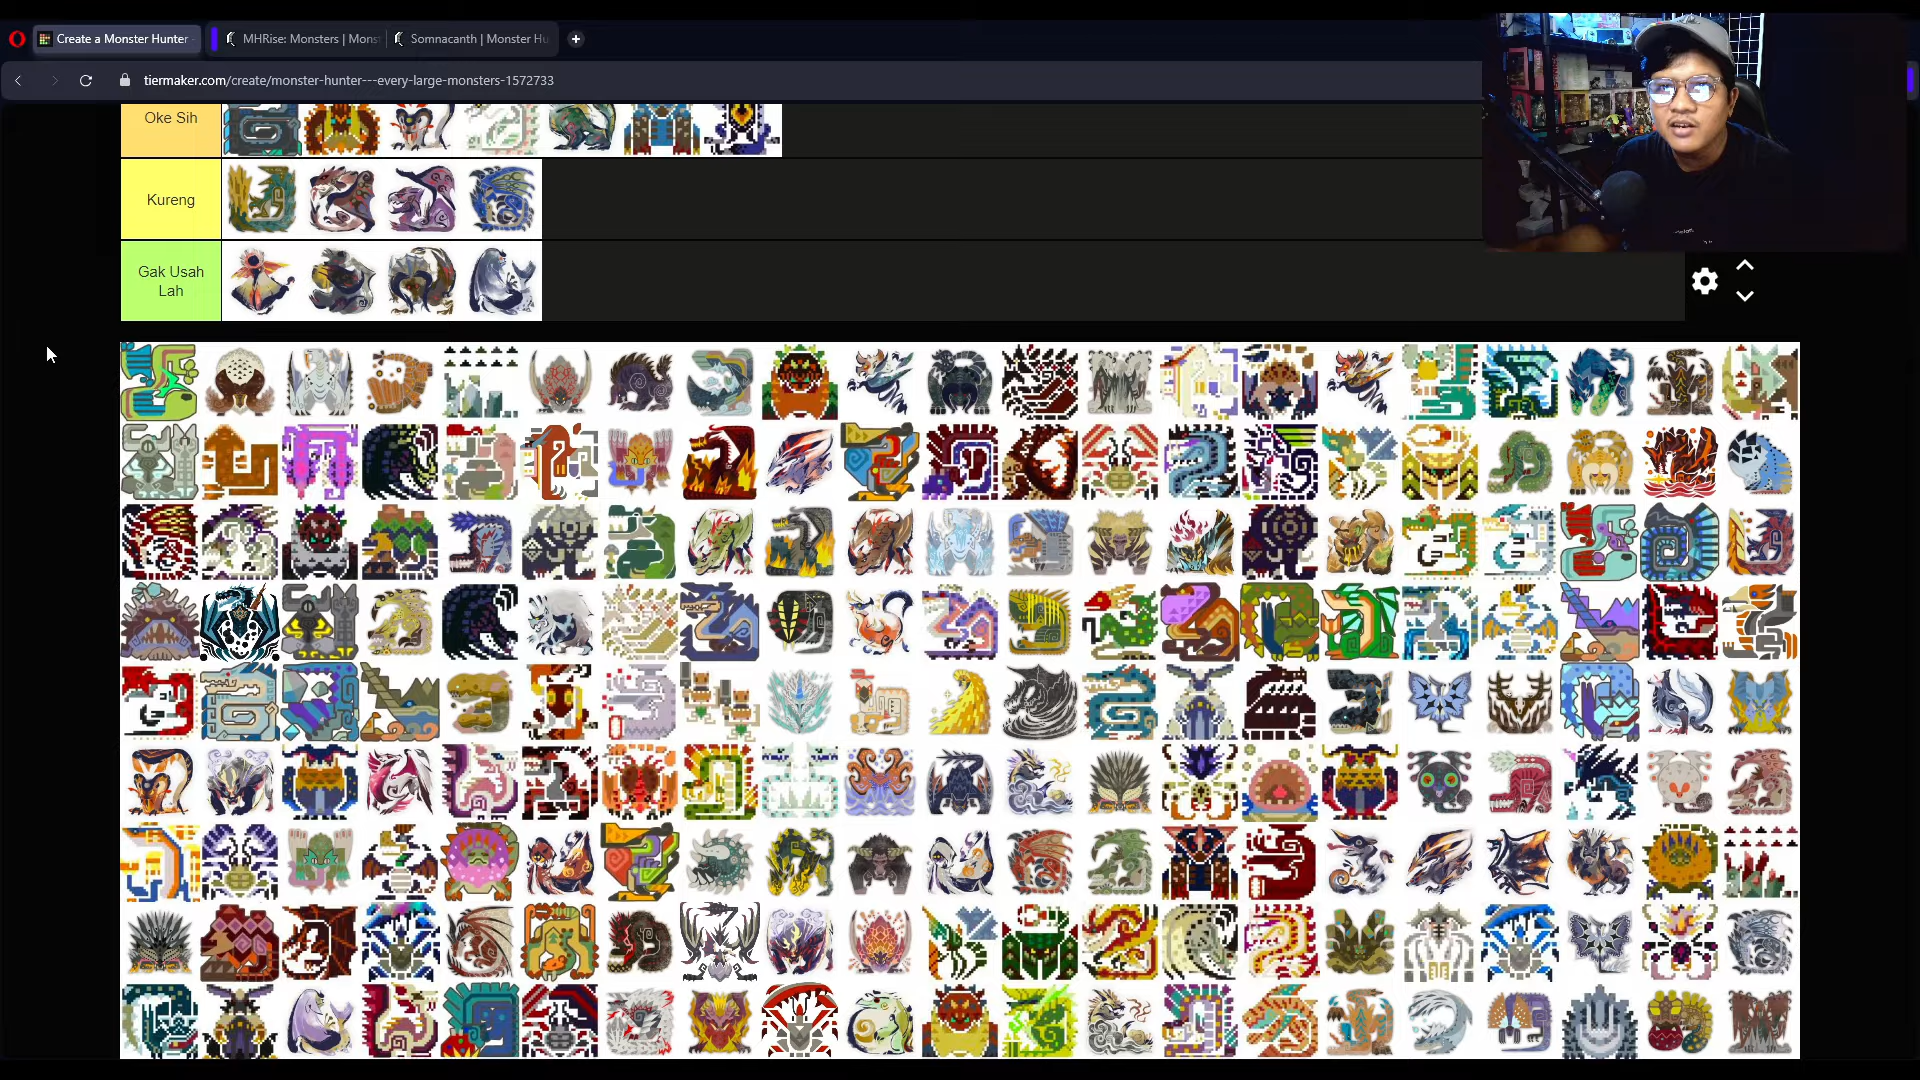 Create a Monster Hunter
MHRise: Monsters | Mons
Somnacanth | Monster Hu
tiermaker.com/create/monster-hunter---every-large-monsters-1572733
Oke Sih
Kureng
Gak Usah
Lah